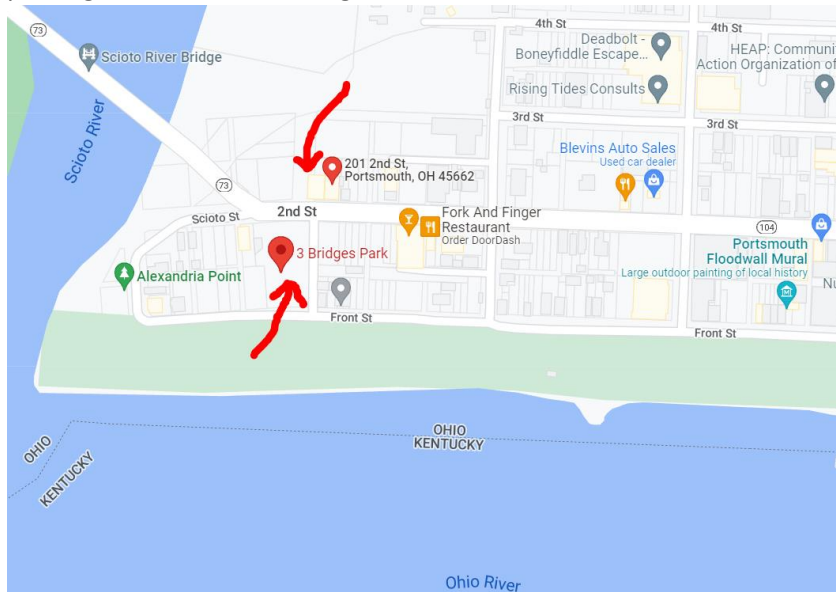 73
4th St
4th St
Scioto River Bridge
Deadbolt -
Boneyfiddle Escape...
HEAP: Communi
Action Organization of
Rising Tides Consults
Scioto River
3rd St
3rd St
Blevins Auto Sales
Used car dealer
201 2nd St,
Portsmouth, OH 45662
73
Scioto St
2nd St
Fork And Finger
Restaurant
Order DoorDash
104
3 Bridges Park
Portsmouth
Floodwall Mural
Large outdoor painting of local history
Nu
Alexandria Point
Front St
Front St
OHIO
KENTUCKY
OHIO
KENTUCKY
Ohio River